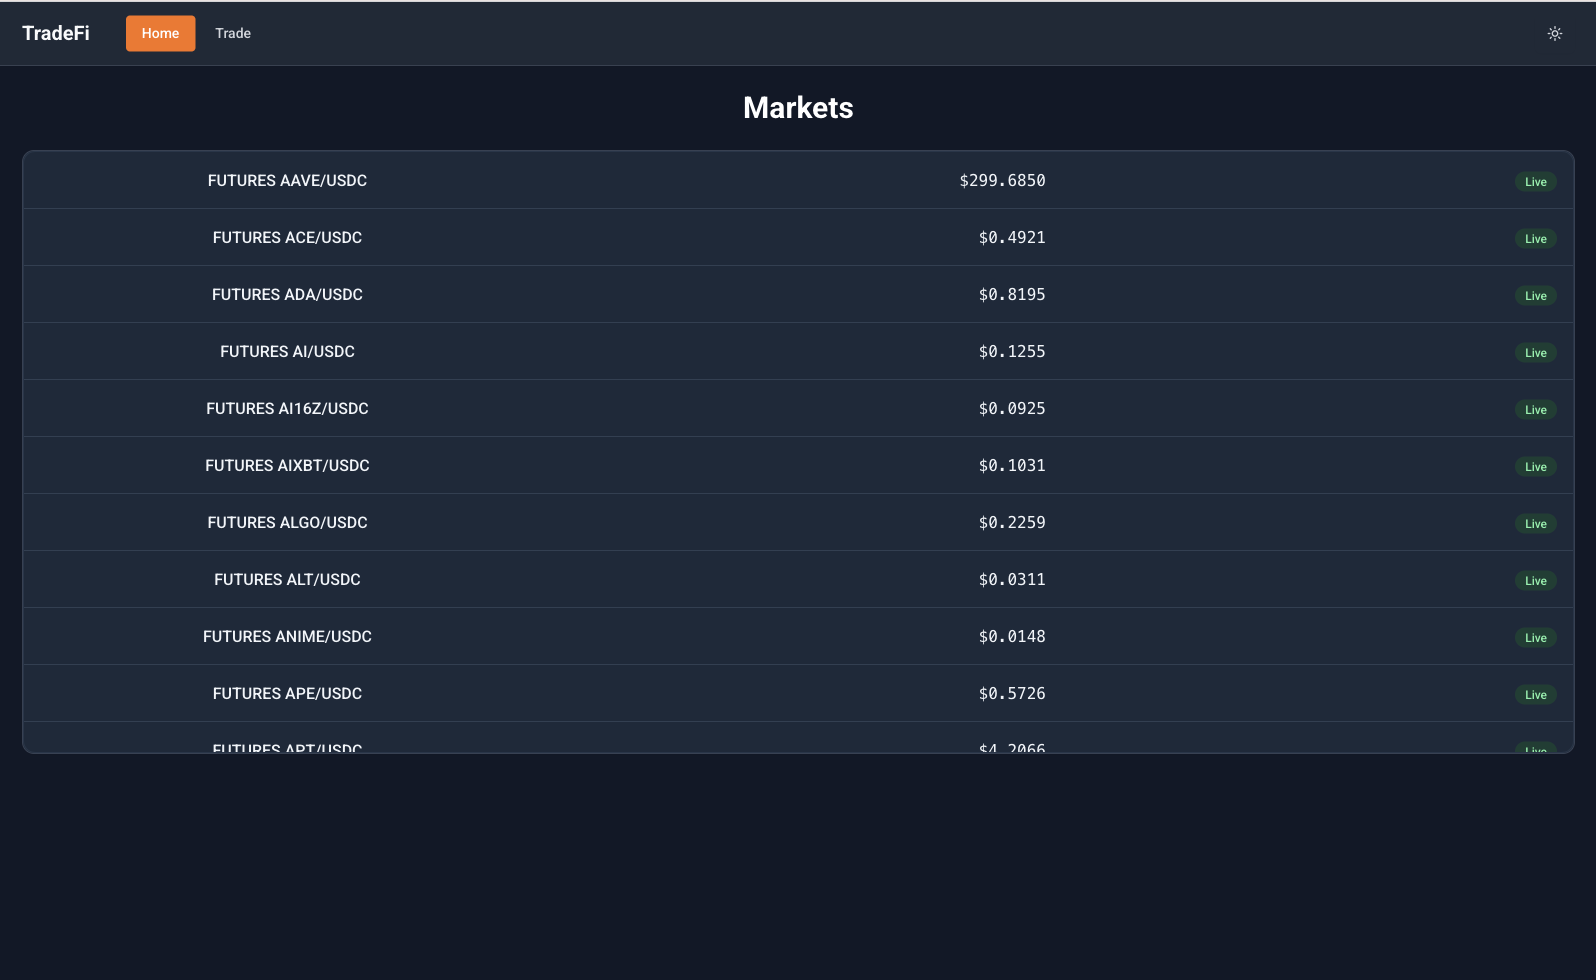 TradeFi Home Trade
Markets
FUTURES AAVE/USDC $299.6850 Live
FUTURES ACE/USDC $0.4921 Live
FUTURES ADA/USDC $0.8195 Live
FUTURES AI/USDC $0.1255 Live
FUTURES AI16Z/USDC $0.0925 Live
FUTURES AIXBT/USDC $0.1031 Live
FUTURES ALGO/USDC $0.2259 Live
FUTURES ALT/USDC $0.0311 Live
FUTURES ANIME/USDC $0.0148 Live
FUTURES APE/USDC $0.5726 Live
FUTURES APT/USDC $4.2066 Live